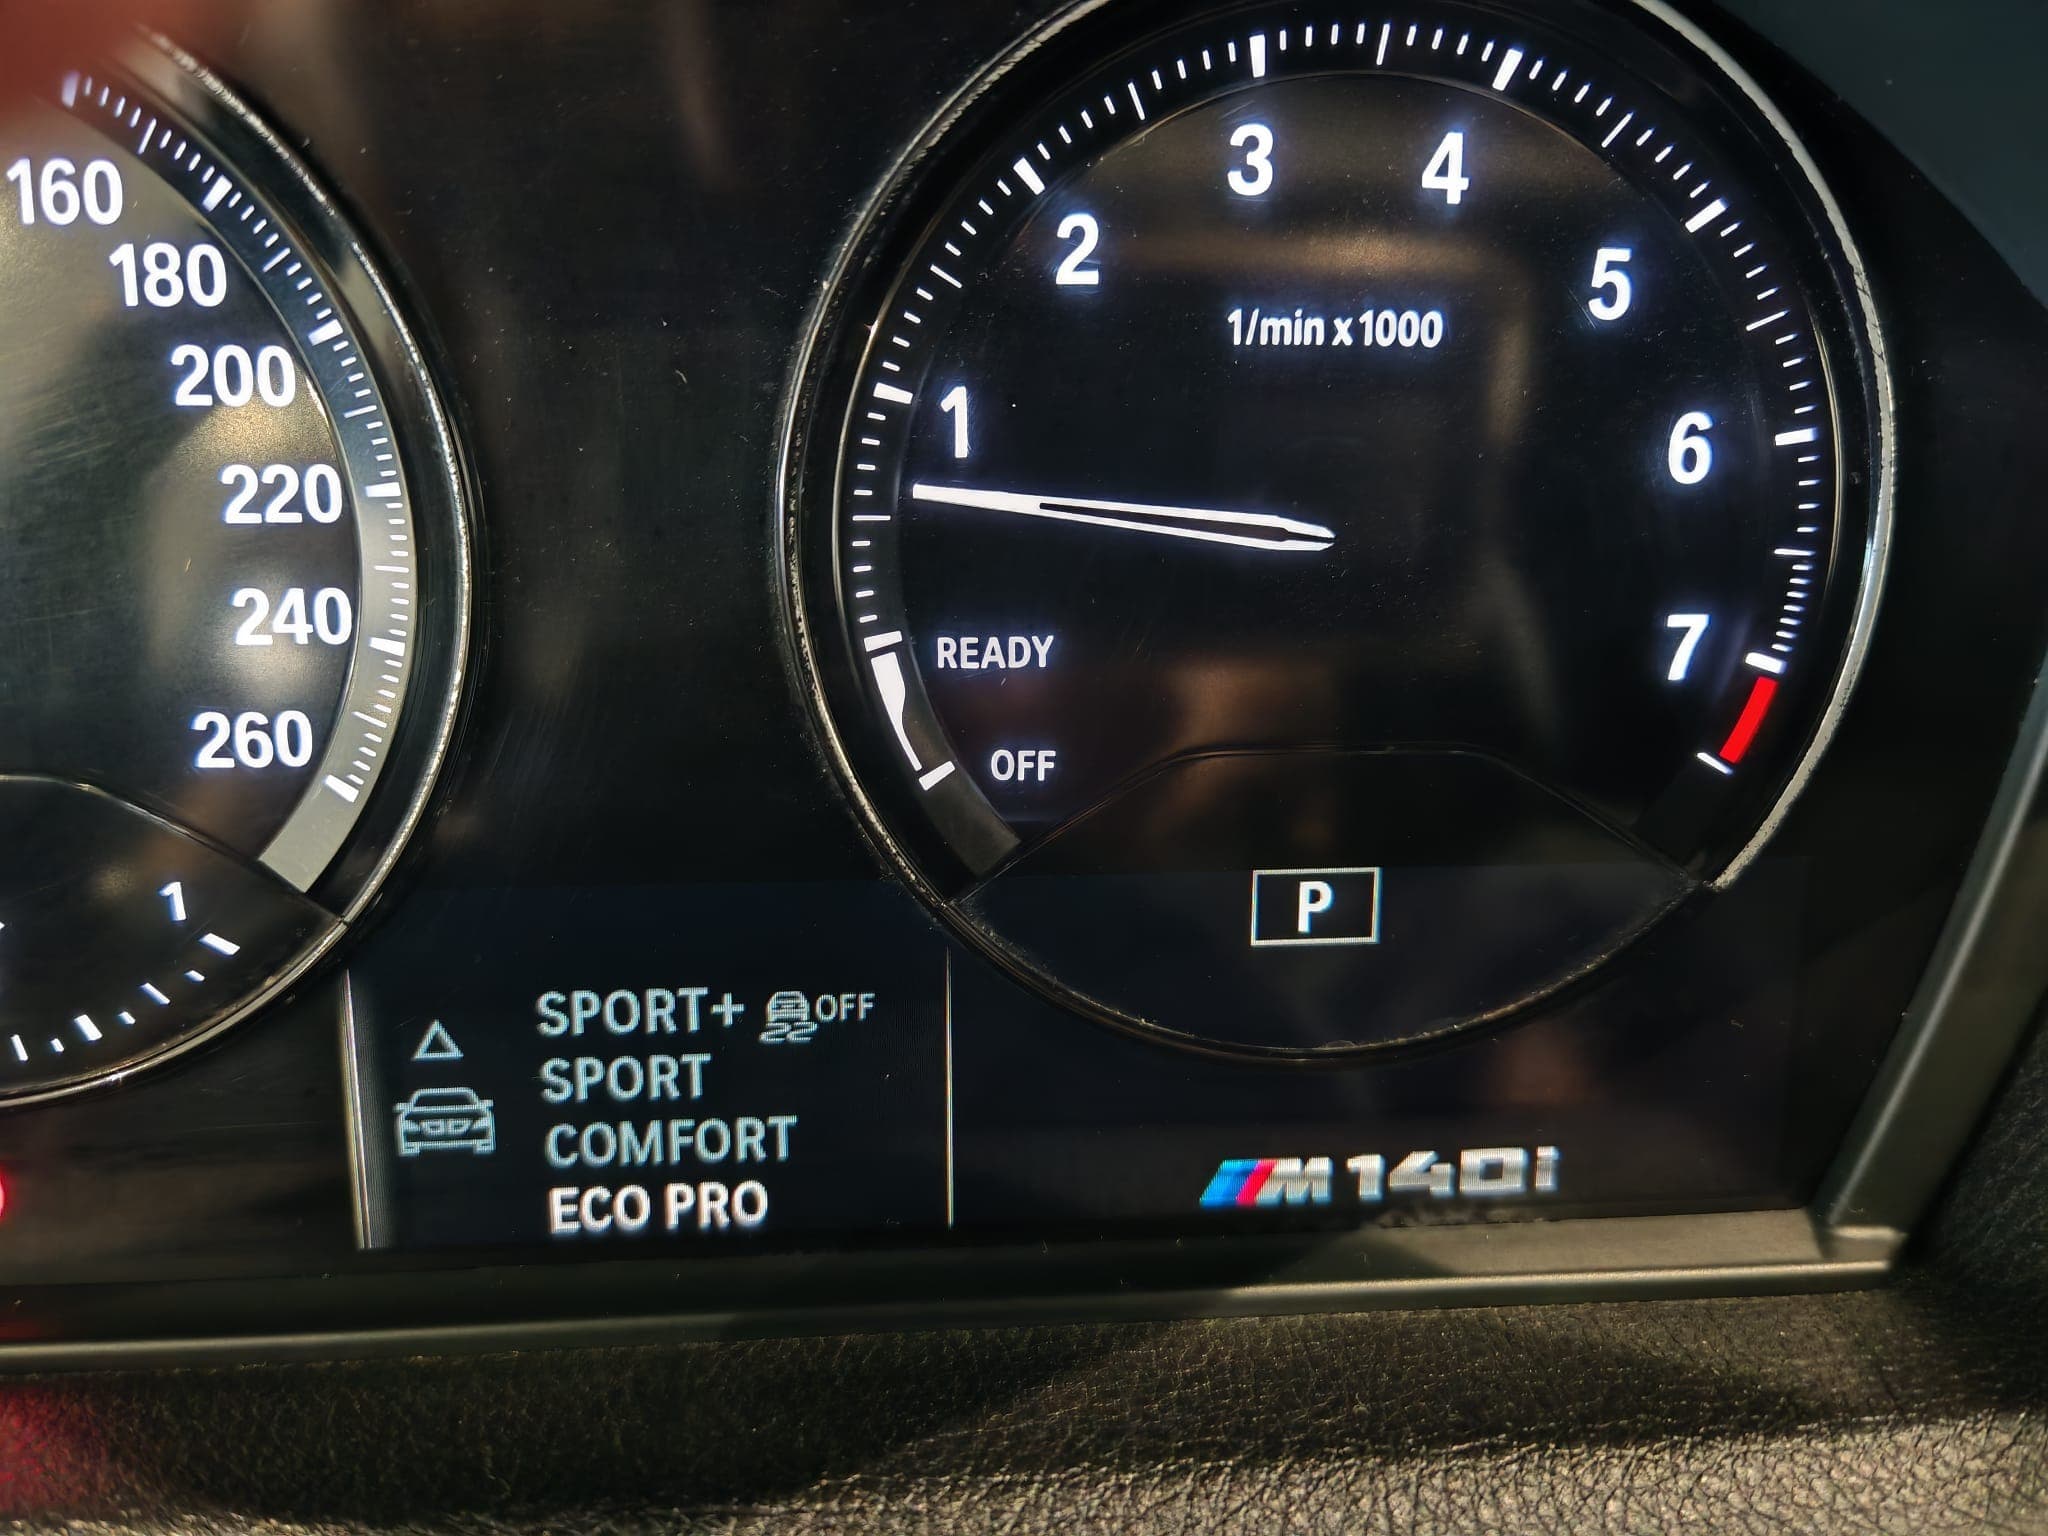 160
180
200
220
240
260
1
1
2
3
4
5
6
7
1/min x 1000
READY
OFF
P
SPORT+ OFF
SPORT
COMFORT
ECO PRO
M140i